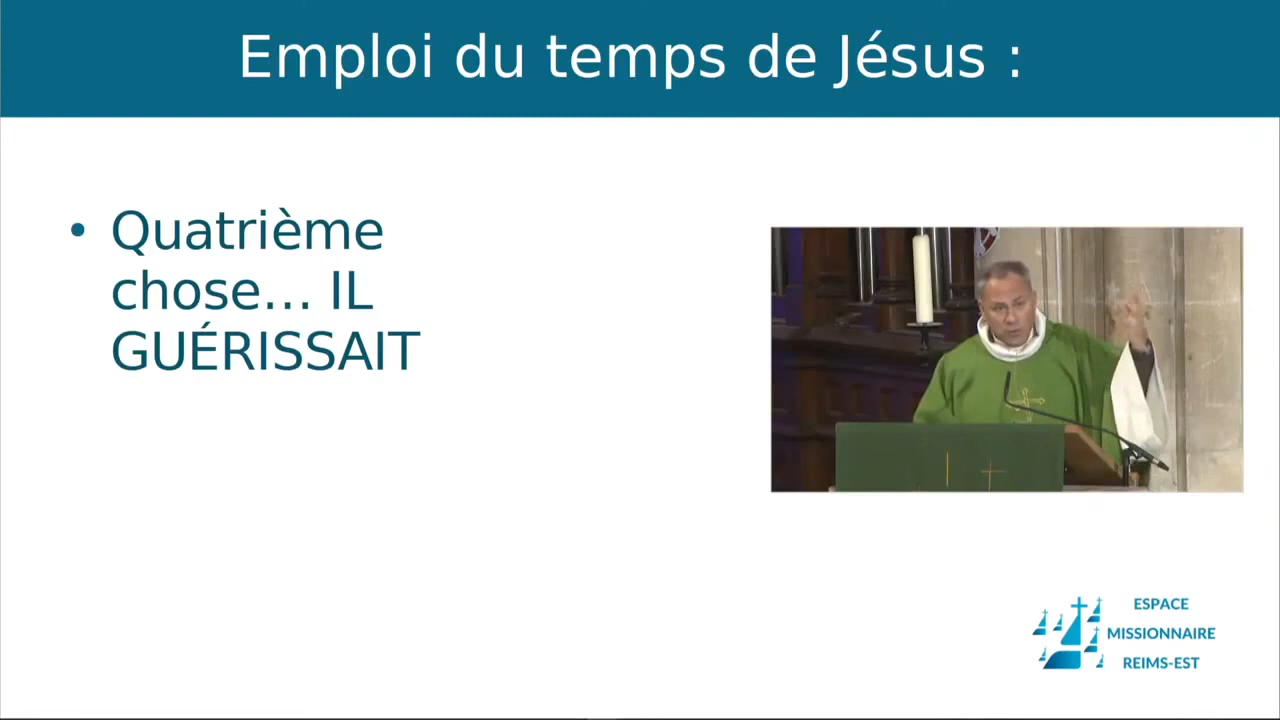 Emploi du temps de Jésus :
• Quatrième
chose... IL
GUÉRISSAIT
ESPACE
MISSIONNAIRE
REIMS-EST